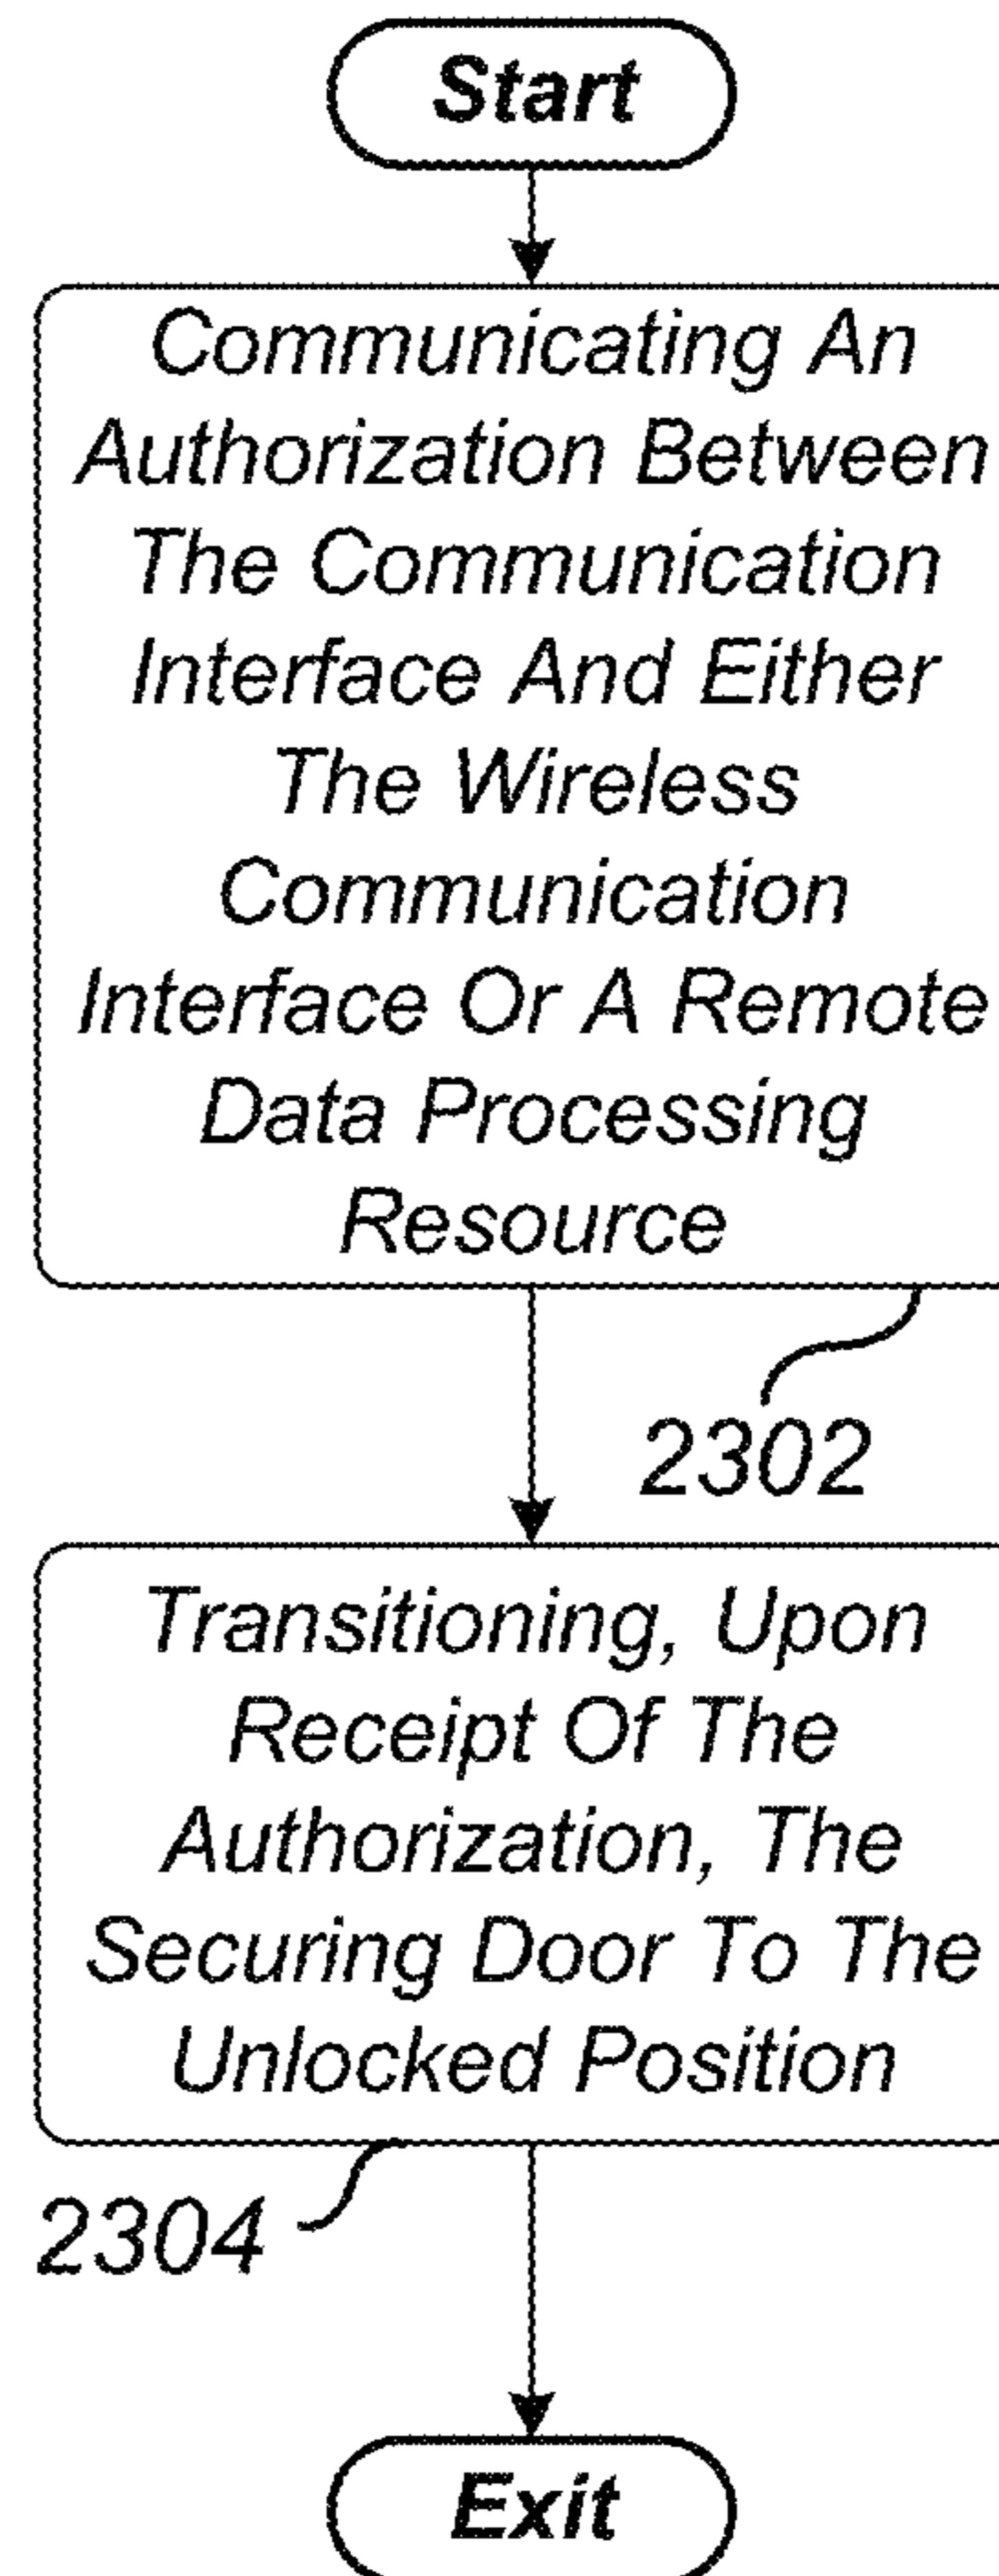 Start
Communicating An
Authorization Between
The Communication
Interface And Either
The Wireless
Communication
Interface Or A Remote
Data Processing
Resource
2302
Transitioning, Upon
Receipt Of The
Authorization, The
Securing Door To The
Unlocked Position
2304
Exit